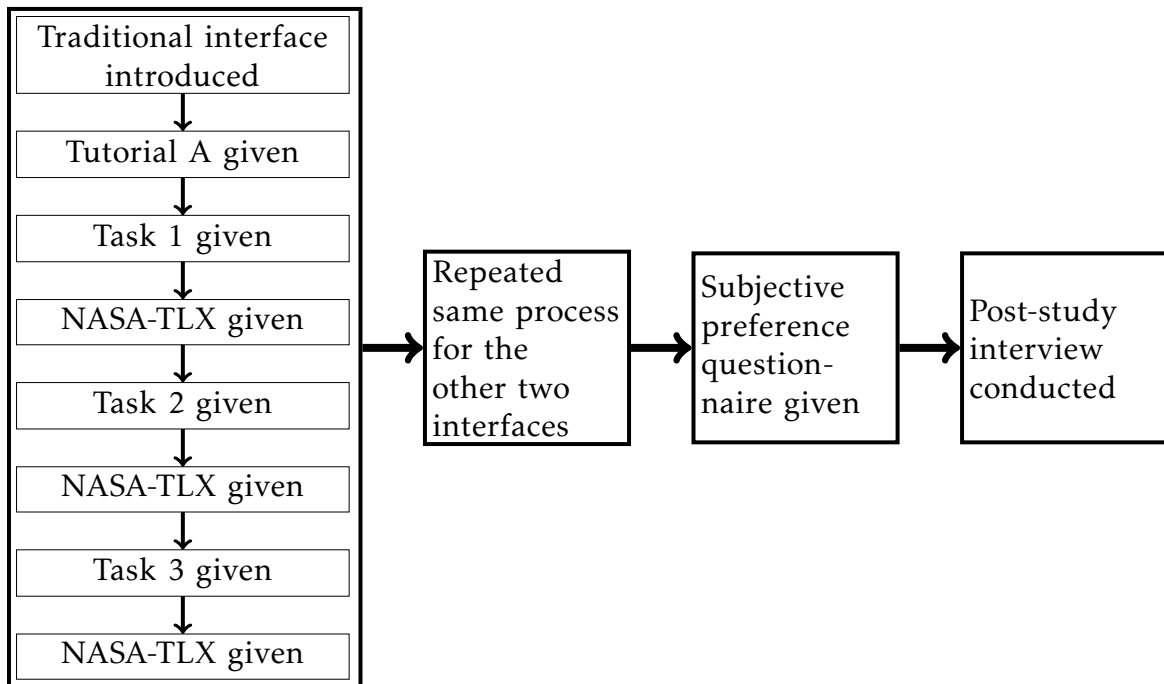 Traditional interface
introduced
Tutorial A given
Task 1 given
NASA-TLX given
Task 2 given
NASA-TLX given
Task 3 given
NASA-TLX given
Repeated
same process
for the
other two
interfaces
Subjective
preference
question-
naire given
Post-study
interview
conducted